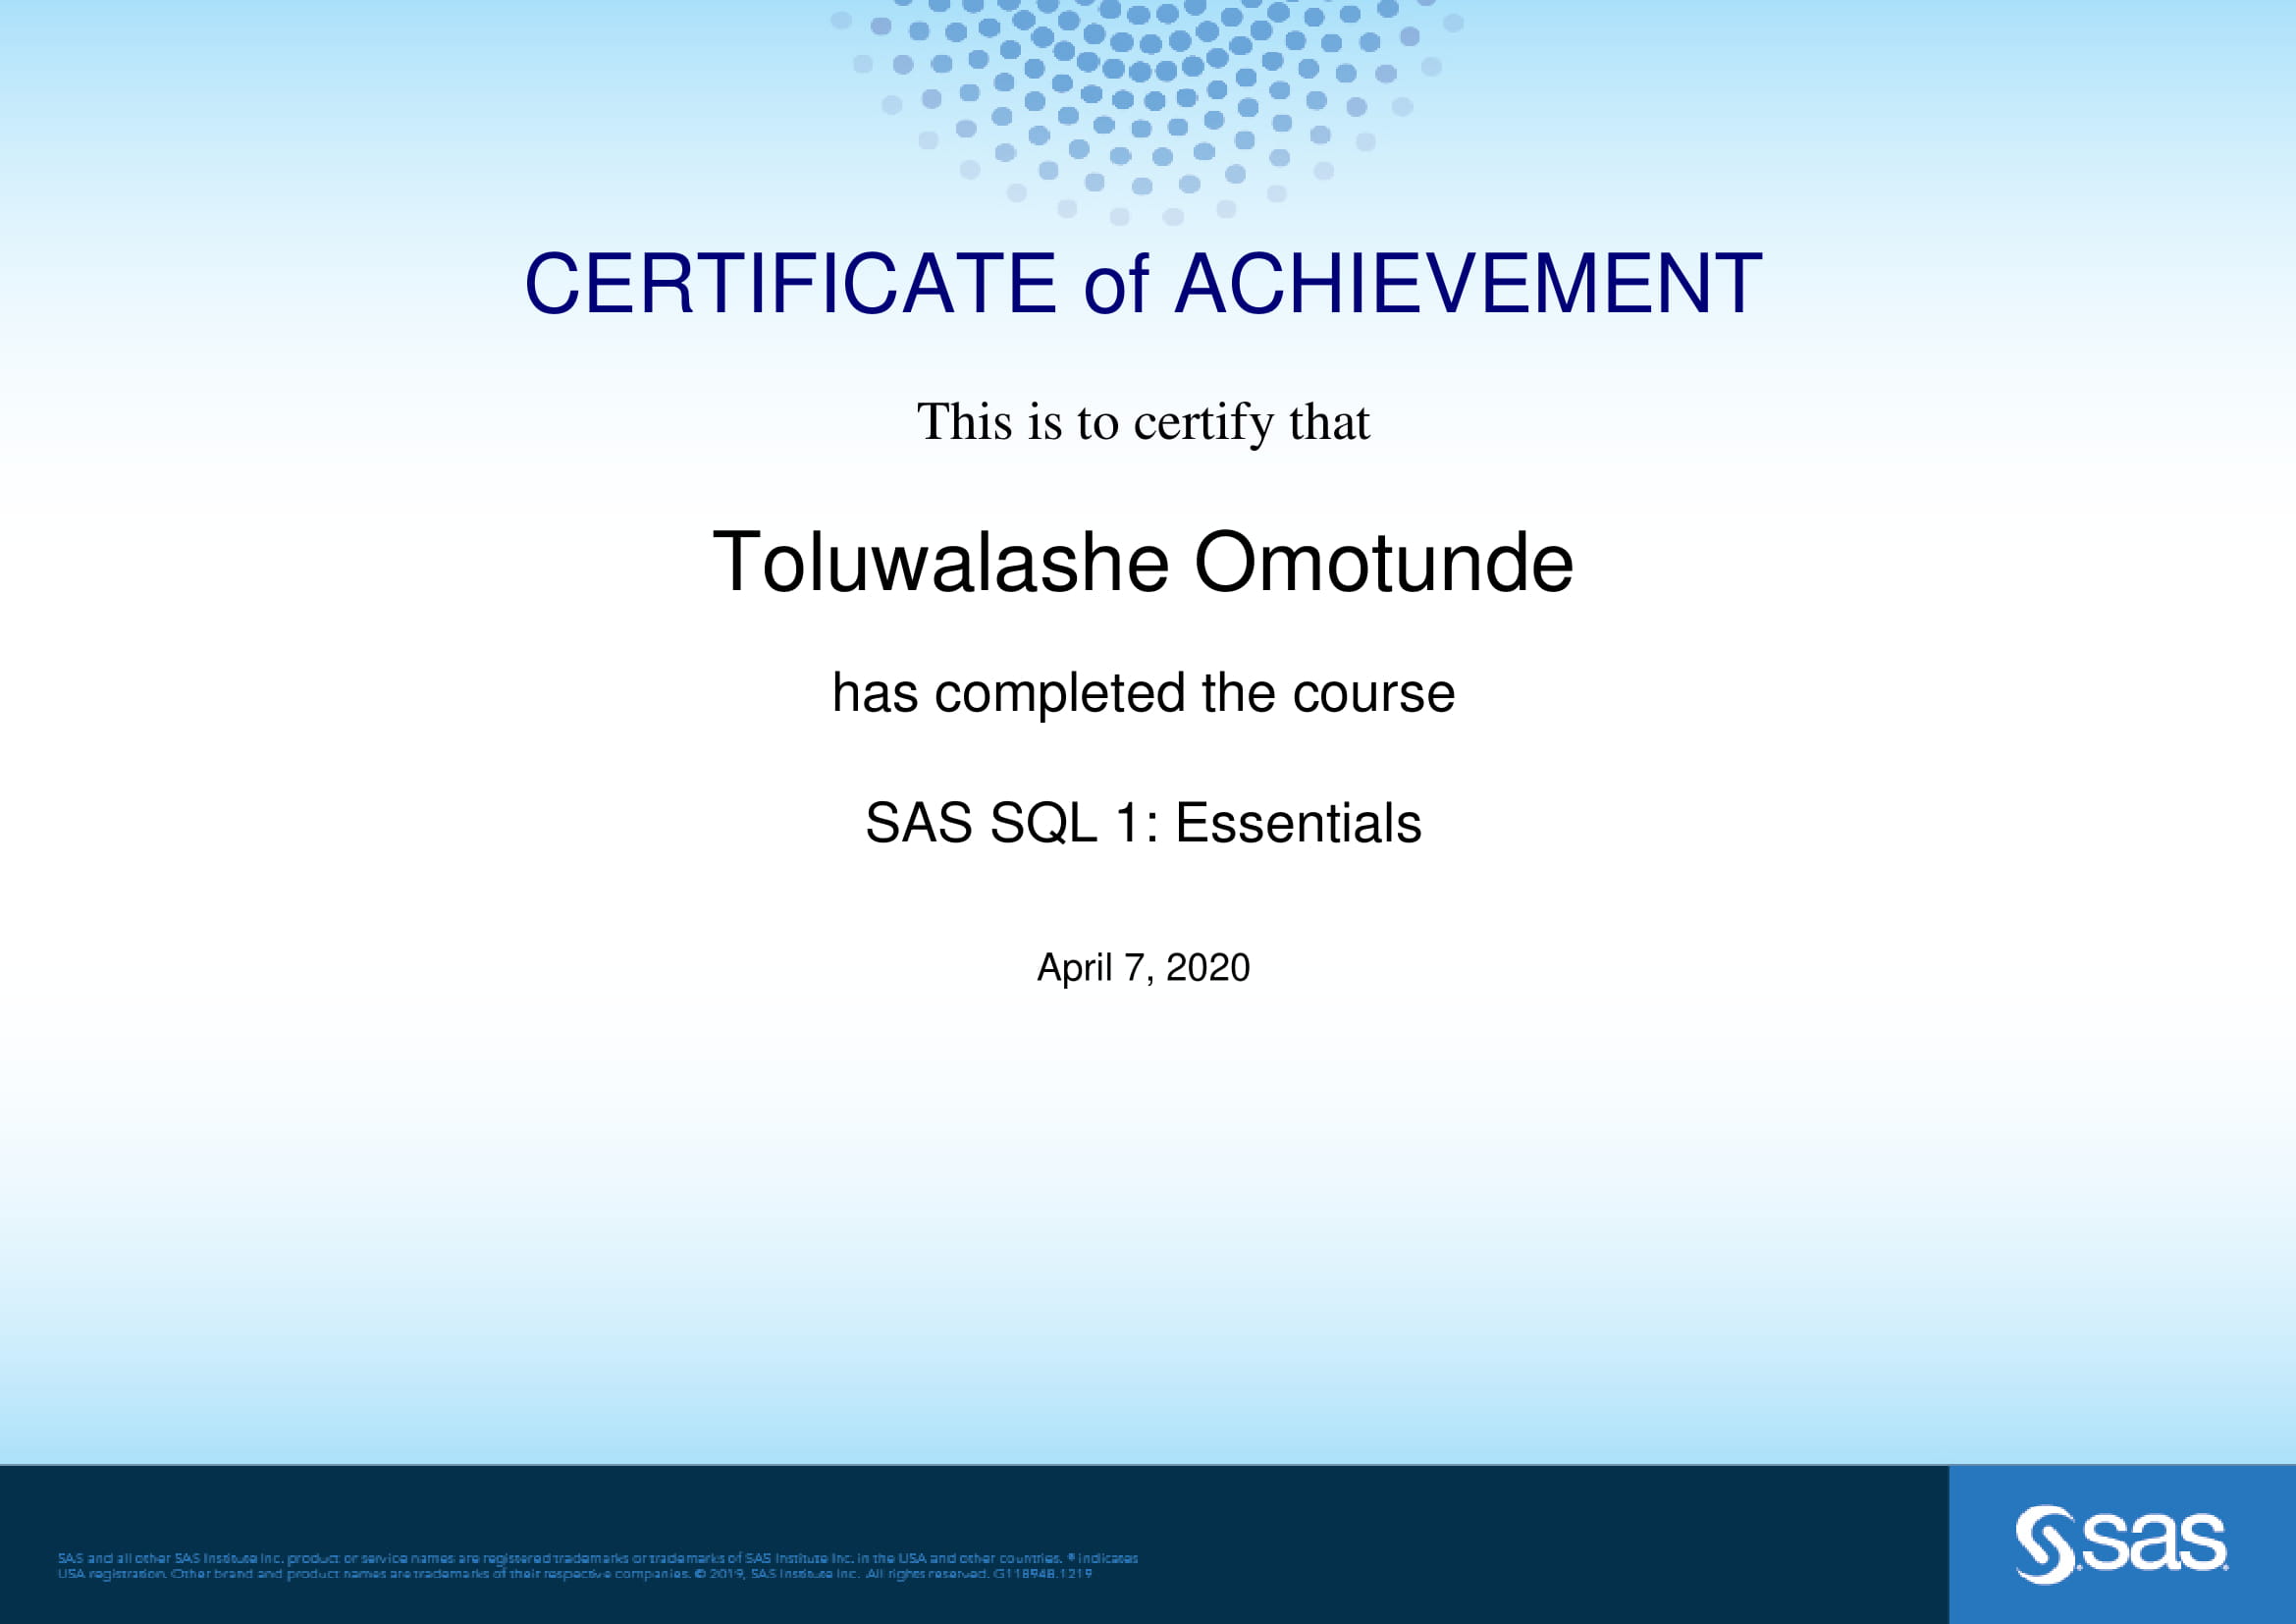 CERTIFICATE of ACHIEVEMENT
This is to certify that
Toluwalashe Omotunde
has completed the course
SAS SQL 1: Essentials
April 7, 2020
SAS and all other SAS Institute Inc. product or service names are registered trademarks or trademarks of SAS Institute Inc. in the USA and other countries. ® indicates
USA registration. Other brand and product names are trademarks of their respective companies. © 2019, SAS Institute Inc. All rights reserved. G118948.1219
sas